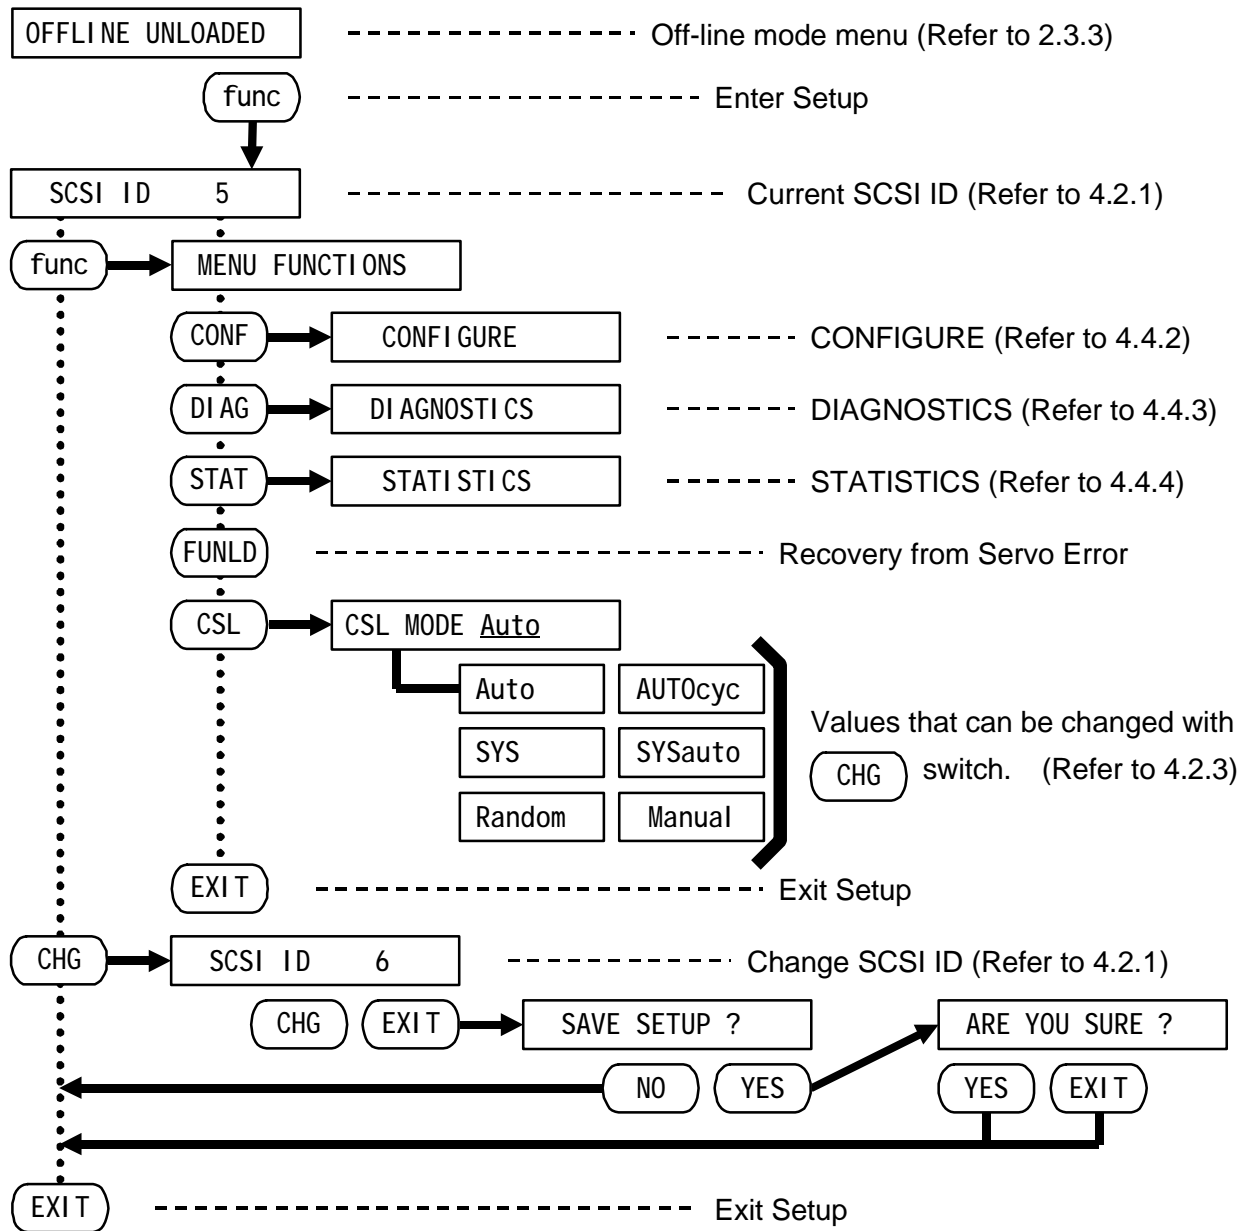 OFFLINE UNLOADED Off-line mode menu (Refer to 2.3.3)
func Enter Setup
SCSI ID 5 Current SCSI ID (Refer to 4.2.1)
func MENU FUNCTIONS
CONF CONFIGURE CONFIGURE (Refer to 4.4.2)
DIAG DIAGNOSTICS DIAGNOSTICS (Refer to 4.4.3)
STAT STATISTICS STATISTICS (Refer to 4.4.4)
FUNLD Recovery from Servo Error
CSL CSL MODE Auto
Auto AUTOcyc
SYS SYSauto
Random Manual
Values that can be changed with
CHG switch. (Refer to 4.2.3)
EXIT Exit Setup
CHG SCSI ID 6 Change SCSI ID (Refer to 4.2.1)
CHG EXIT SAVE SETUP ? ARE YOU SURE ?
NO YES YES EXIT
EXIT Exit Setup